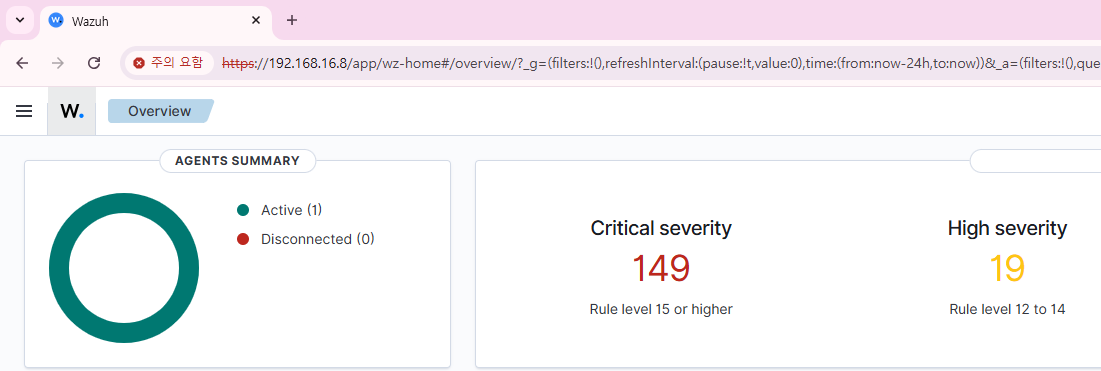 Wazuh
주의 요함 https://192.168.16.8/app/wz-home#/overview/?_g=(filters:!(),refreshInterval:(pause:!t,value:0),time:(from:now-24h,to:now))&_a=(filters:!(),que
W. Overview
AGENTS SUMMARY
Active (1)
Disconnected (0)
Critical severity
149
Rule level 15 or higher
High severity
19
Rule level 12 to 14